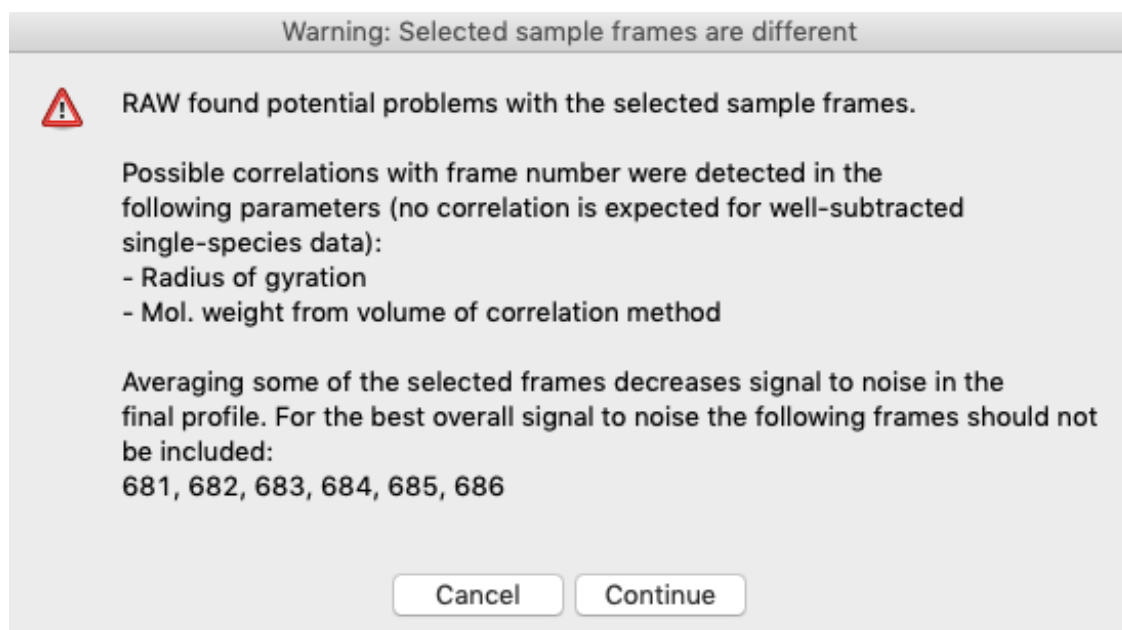 Warning: Selected sample frames are different
RAW found potential problems with the selected sample frames.
Possible correlations with frame number were detected in the
following parameters (no correlation is expected for well-subtracted
single-species data):
- Radius of gyration
- Mol. weight from volume of correlation method
Averaging some of the selected frames decreases signal to noise in the
final profile. For the best overall signal to noise the following frames should not
be included:
681, 682, 683, 684, 685, 686
Cancel Continue